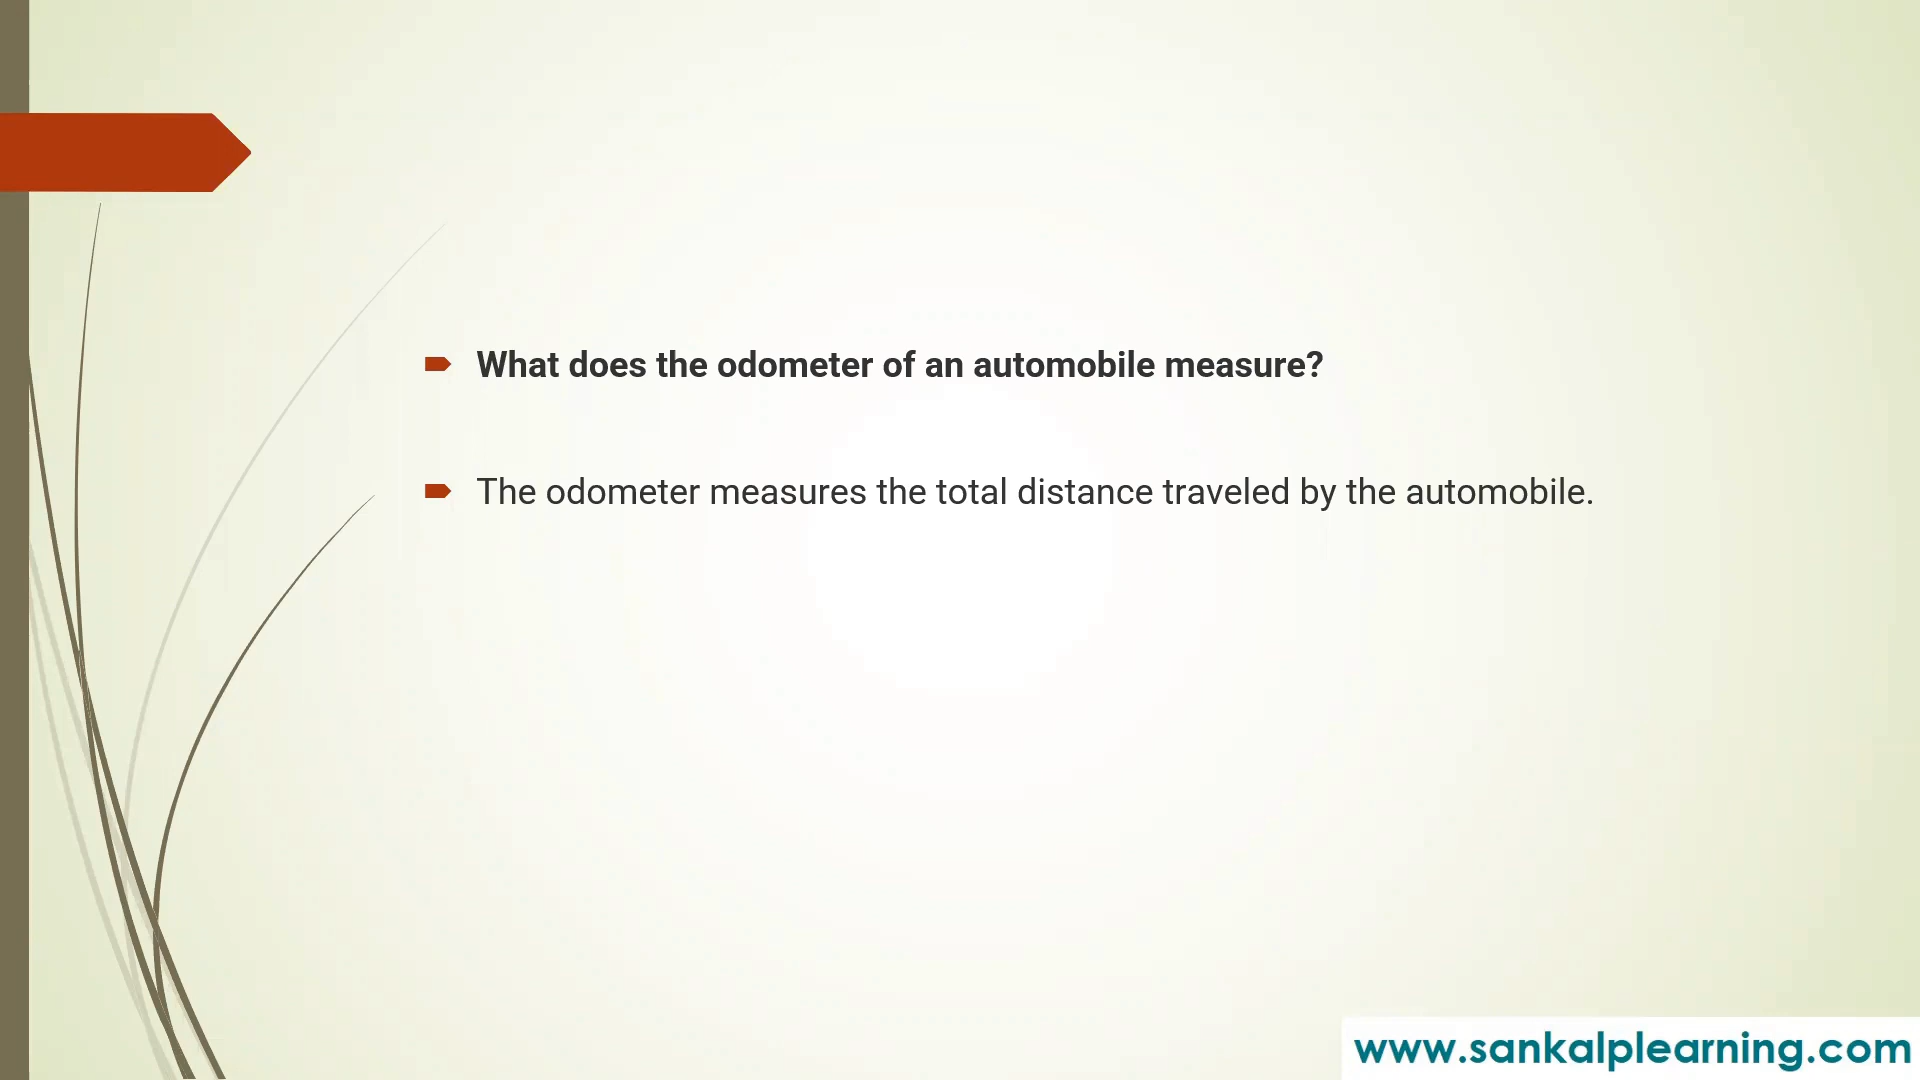 What does the odometer of an automobile measure?
The odometer measures the total distance traveled by the automobile.
www.sankalplearning.com